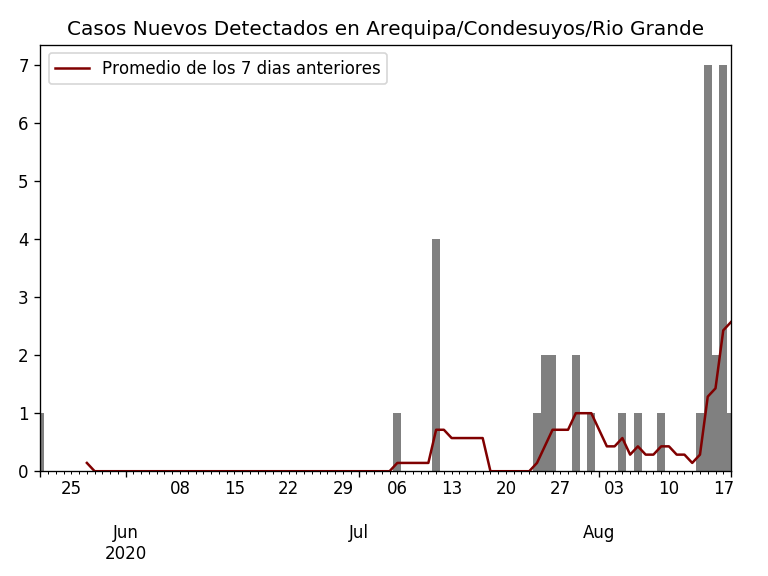 Casos Nuevos Detectados en Arequipa/Condesuyos/Rio Grande
Promedio de los 7 dias anteriores
7
6
5
4
3
2
1
0
25 08 15 22 29 06 13 20 27 03 10 17
Jun Jul Aug
2020